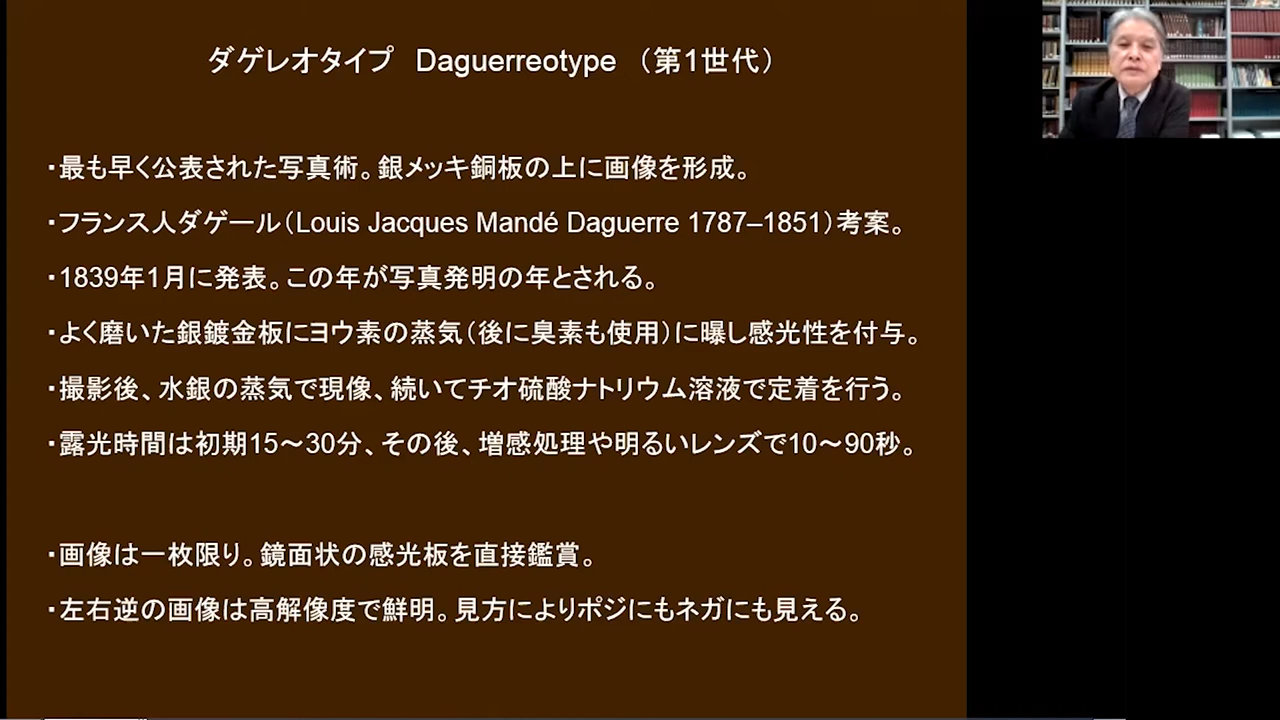 ダゲレオタイプ Daguerreotype （第1世代）
・最も早く公表された写真術。銀メッキ銅板の上に画像を形成。
・フランス人ダゲール（Louis Jacques Mandé Daguerre 1787–1851）考案。
・1839年1月に発表。この年が写真発明の年とされる。
・よく磨いた銀鍍金板にヨウ素の蒸気（後に臭素も使用）に曝し感光性を付与。
・撮影後、水銀の蒸気で現像、続いてチオ硫酸ナトリウム溶液で定着を行う。
・露光時間は初期15～30分、その後、増感処理や明るいレンズで10～90秒。
・画像は一枚限り。鏡面状の感光板を直接鑑賞。
・左右逆の画像は高解像度で鮮明。見方によりポジにもネガにも見える。